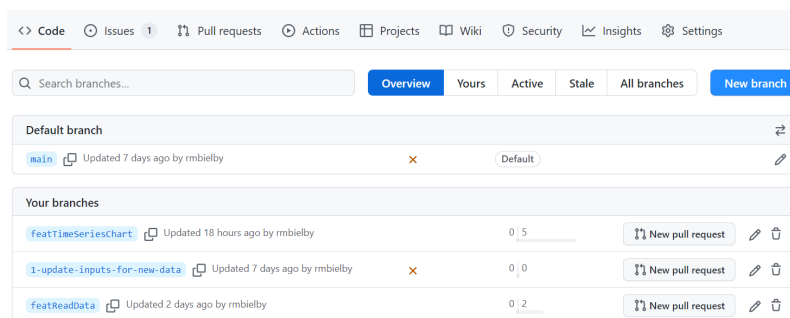 Code Issues 1 Pull requests Actions Projects Wiki Security Insights Settings
Search branches... Overview Yours Active Stale All branches New branch
Default branch
main Updated 7 days ago by rmbielby Default
Your branches
featTimeSeriesChart Updated 18 hours ago by rmbielby 0 5 New pull request
1-update-inputs-for-new-data Updated 7 days ago by rmbielby 0 0 New pull request
featReadData Updated 2 days ago by rmbielby 0 2 New pull request